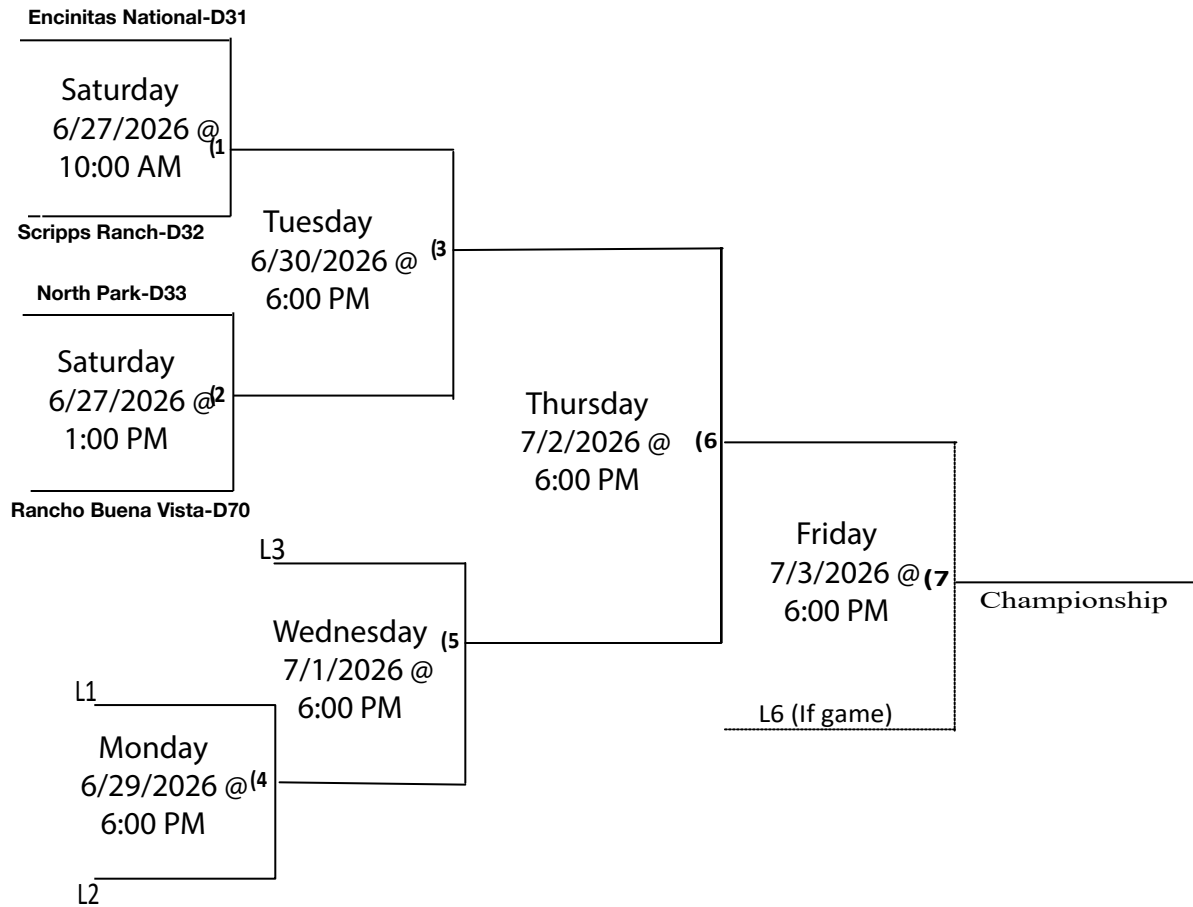 Encinitas National-D31
Saturday
6/27/2026 @
(1
10:00 AM
Scripps Ranch-D32
Tuesday
6/30/2026 @
(3
6:00 PM
North Park-D33
Saturday
6/27/2026 @
(2
1:00 PM
Rancho Buena Vista-D70
Thursday
7/2/2026 @
(6
6:00 PM
L3
Wednesday
(5
7/1/2026 @
6:00 PM
Friday
7/3/2026 @
(7
6:00 PM
Championship
L1
Monday
6/29/2026 @
(4
6:00 PM
L2
L6 (If game)